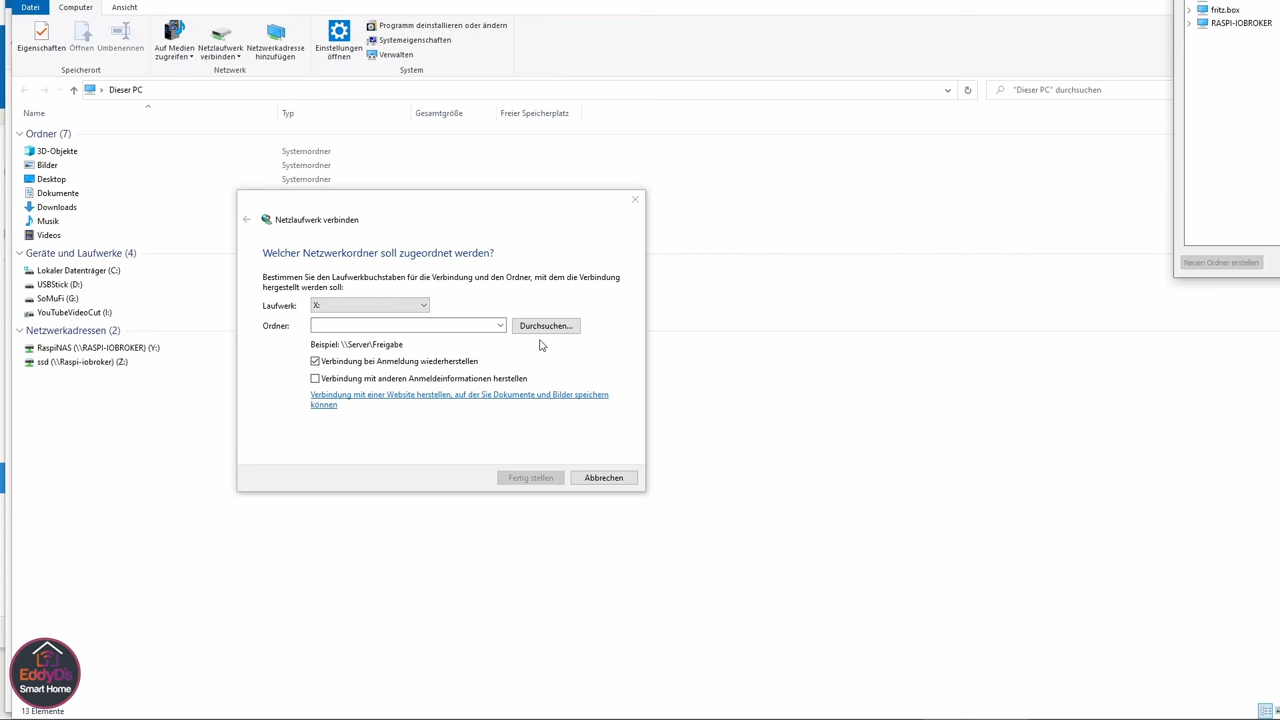 Datei Computer Ansicht
Eigenschaften Öffnen Umbenennen
Auf Medien zugreifen Netzlaufwerk verbinden Netzwerkadresse hinzufügen
Einstellungen öffnen
Programm deinstallieren oder ändern
Systemeigenschaften
Verwalten
Speicherort Netzwerk System
fritz.box
RASPI-IOBROKER
Dieser PC
"Dieser PC" durchsuchen
Name Typ Gesamtgröße Freier Speicherplatz
Ordner (7)
3D-Objekte Systemordner
Bilder Systemordner
Desktop Systemordner
Dokumente
Downloads
Musik
Videos
Geräte und Laufwerke (4)
Lokaler Datenträger (C:)
USBStick (D:)
SoMuFi (G:)
YouTubeVideoCut (I:)
Netzwerkadressen (2)
RaspiNAS (\\RASPI-IOBROKER) (Y:)
ssd (\\Raspi-iobroker) (Z:)
Netzlaufwerk verbinden
Welcher Netzwerkordner soll zugeordnet werden?
Bestimmen Sie den Laufwerkbuchstaben für die Verbindung und den Ordner, mit dem die Verbindung
hergestellt werden soll:
Laufwerk: X:
Ordner: Durchsuchen...
Beispiel: \\Server\Freigabe
Verbindung bei Anmeldung wiederherstellen
Verbindung mit anderen Anmeldeinformationen herstellen
Verbindung mit einer Website herstellen, auf der Sie Dokumente und Bilder speichern
können
Fertig stellen Abbrechen
Neuen Ordner erstellen
EddyD's
Smart Home
13 Elemente